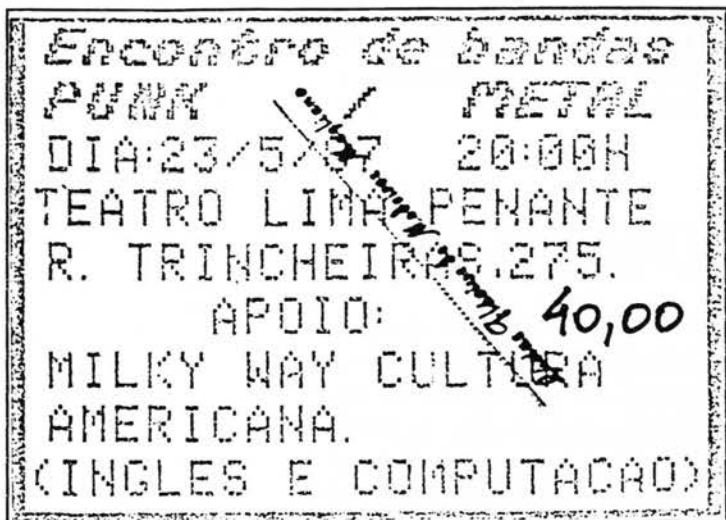 Encontro de bandas
PUNK / METAL
DIA:23/5/87 20:00H
TEATRO LIMA PENANTE
R. TRINCHEIRAS,275.
APOIO:
40,00
MILKY WAY CULTURA
AMERICANA.
(INGLES E COMPUTACAO)